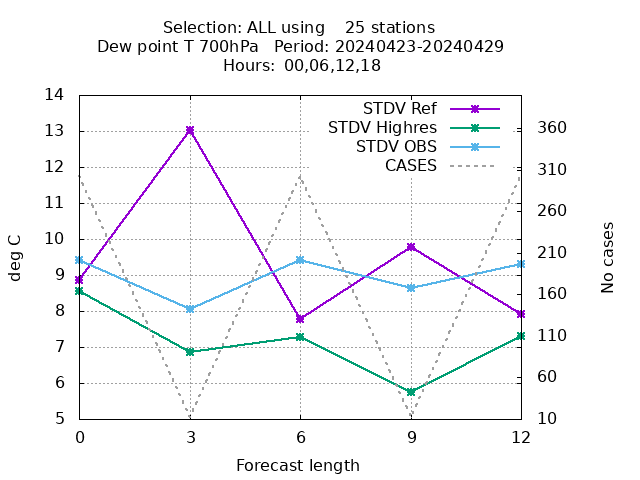 Selection: ALL using    25 stations
Dew point T 700hPa   Period: 20240423-20240429
Hours: 00,06,12,18
STDV Ref
STDV Highres
STDV OBS
CASES
deg C
14
13
12
11
10
9
8
7
6
5
No cases
360
310
260
210
160
110
60
10
0 3 6 9 12
Forecast length